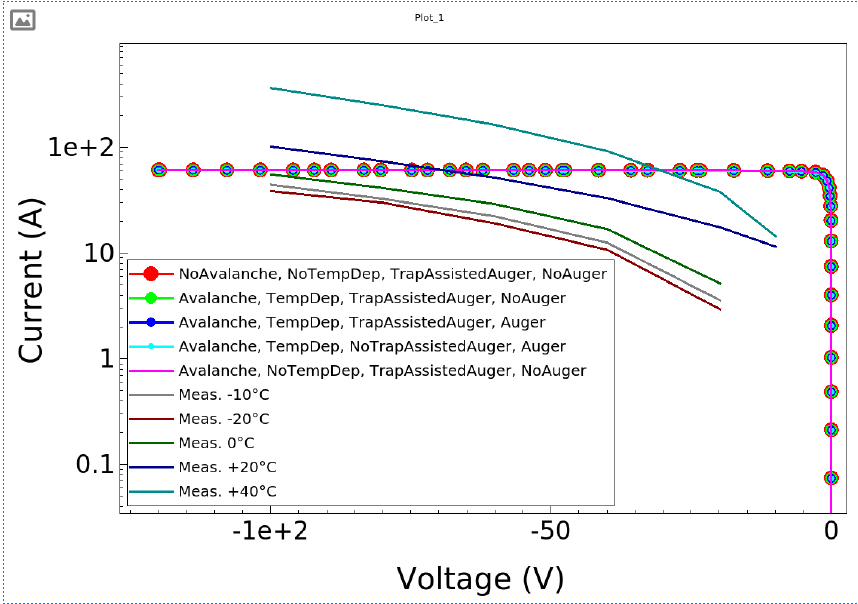 Plot_1
1e+2
10
1
0.1
Current (A)
NoAvalanche, NoTempDep, TrapAssistedAuger, NoAuger
Avalanche, TempDep, TrapAssistedAuger, NoAuger
Avalanche, TempDep, TrapAssistedAuger, Auger
Avalanche, TempDep, NoTrapAssistedAuger, Auger
Avalanche, NoTempDep, TrapAssistedAuger, NoAuger
Meas. -10°C
Meas. -20°C
Meas. 0°C
Meas. +20°C
Meas. +40°C
-1e+2
-50
0
Voltage (V)